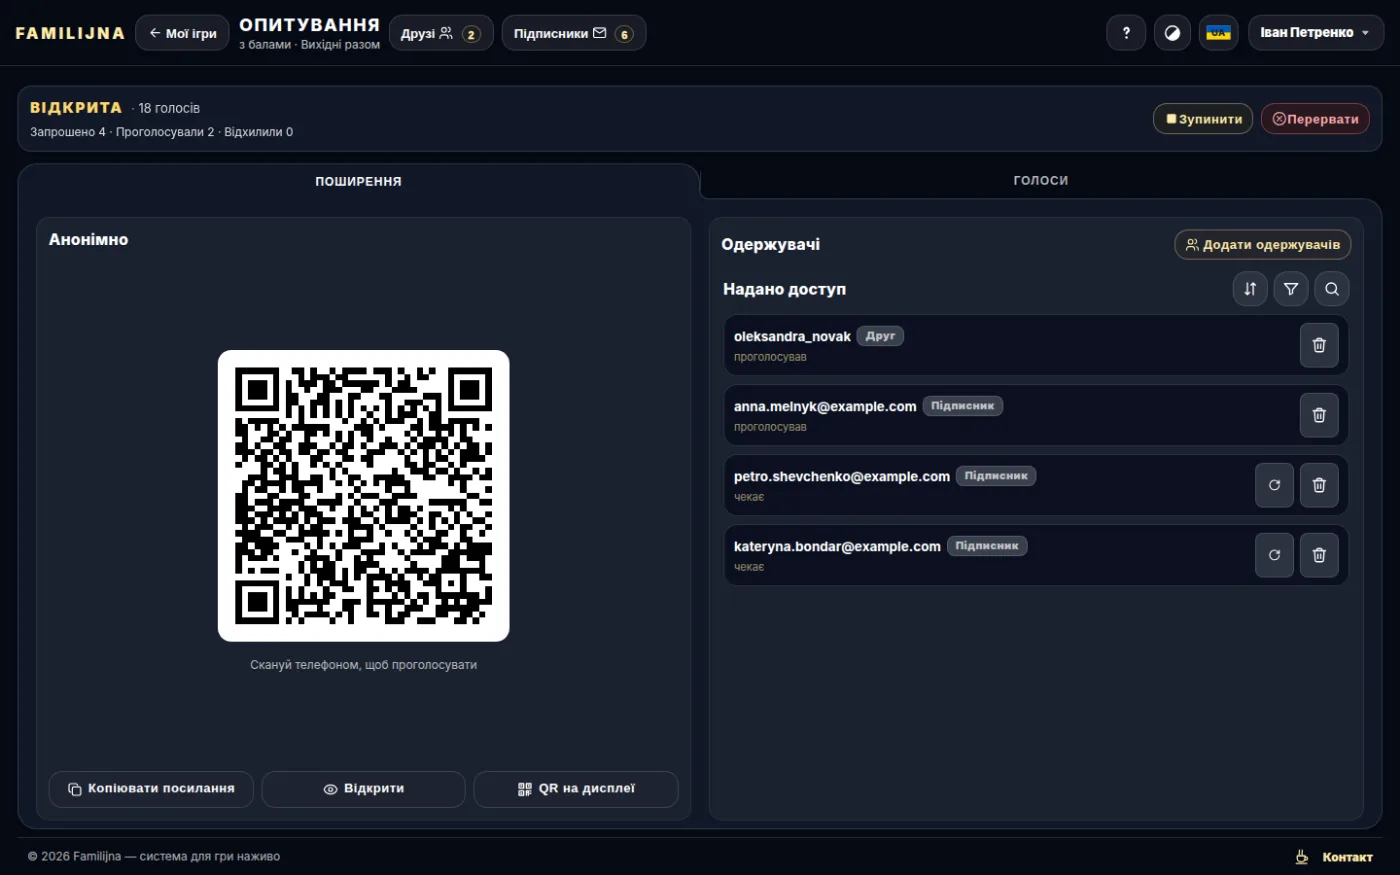 FAMILIJNA
Мої ігри
ОПИТУВАННЯ
з балами · Вихідні разом
Друзі 2
Підписники 6
?
UA
Іван Петренко
ВІДКРИТА · 18 голосів
Запрошено 4 · Проголосували 2 · Відхилили 0
Зупинити
Перервати
ПОШИРЕННЯ
ГОЛОСИ
Анонімно
Скануй телефоном, щоб проголосувати
Копіювати посилання
Відкрити
QR на дисплеї
Одержувачі
Додати одержувачів
Надано доступ
oleksandra_novak Друг
проголосував
anna.melnyk@example.com Підписник
проголосував
petro.shevchenko@example.com Підписник
чекає
kateryna.bondar@example.com Підписник
чекає
© 2026 Familijna — система для гри наживо
Контакт